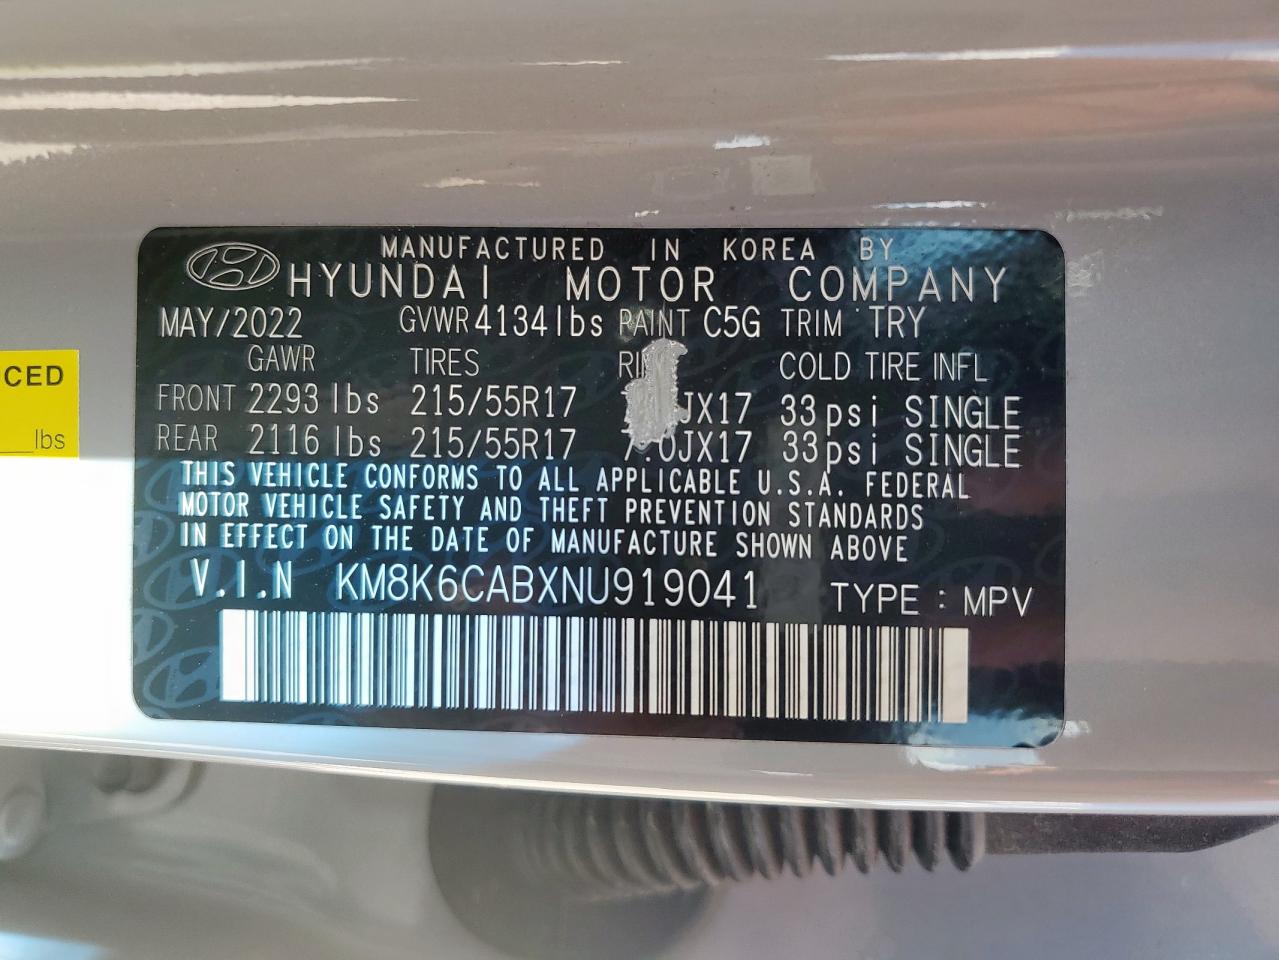 MANUFACTURED IN KOREA BY
HYUNDAI MOTOR COMPANY
MAY/2022 GVWR 4134lbs PAINT C5G TRIM TRY
GAWR TIRES COLD TIRE INFL
FRONT 2293 lbs 215/55R17 JX17 33psi SINGLE
REAR 2116 lbs 215/55R17 7.0JX17 33psi SINGLE
THIS VEHICLE CONFORMS TO ALL APPLICABLE U.S.A. FEDERAL
MOTOR VEHICLE SAFETY AND THEFT PREVENTION STANDARDS
IN EFFECT ON THE DATE OF MANUFACTURE SHOWN ABOVE
V.I.N KM8K6CABXNU919041 TYPE : MPV
CED
lbs